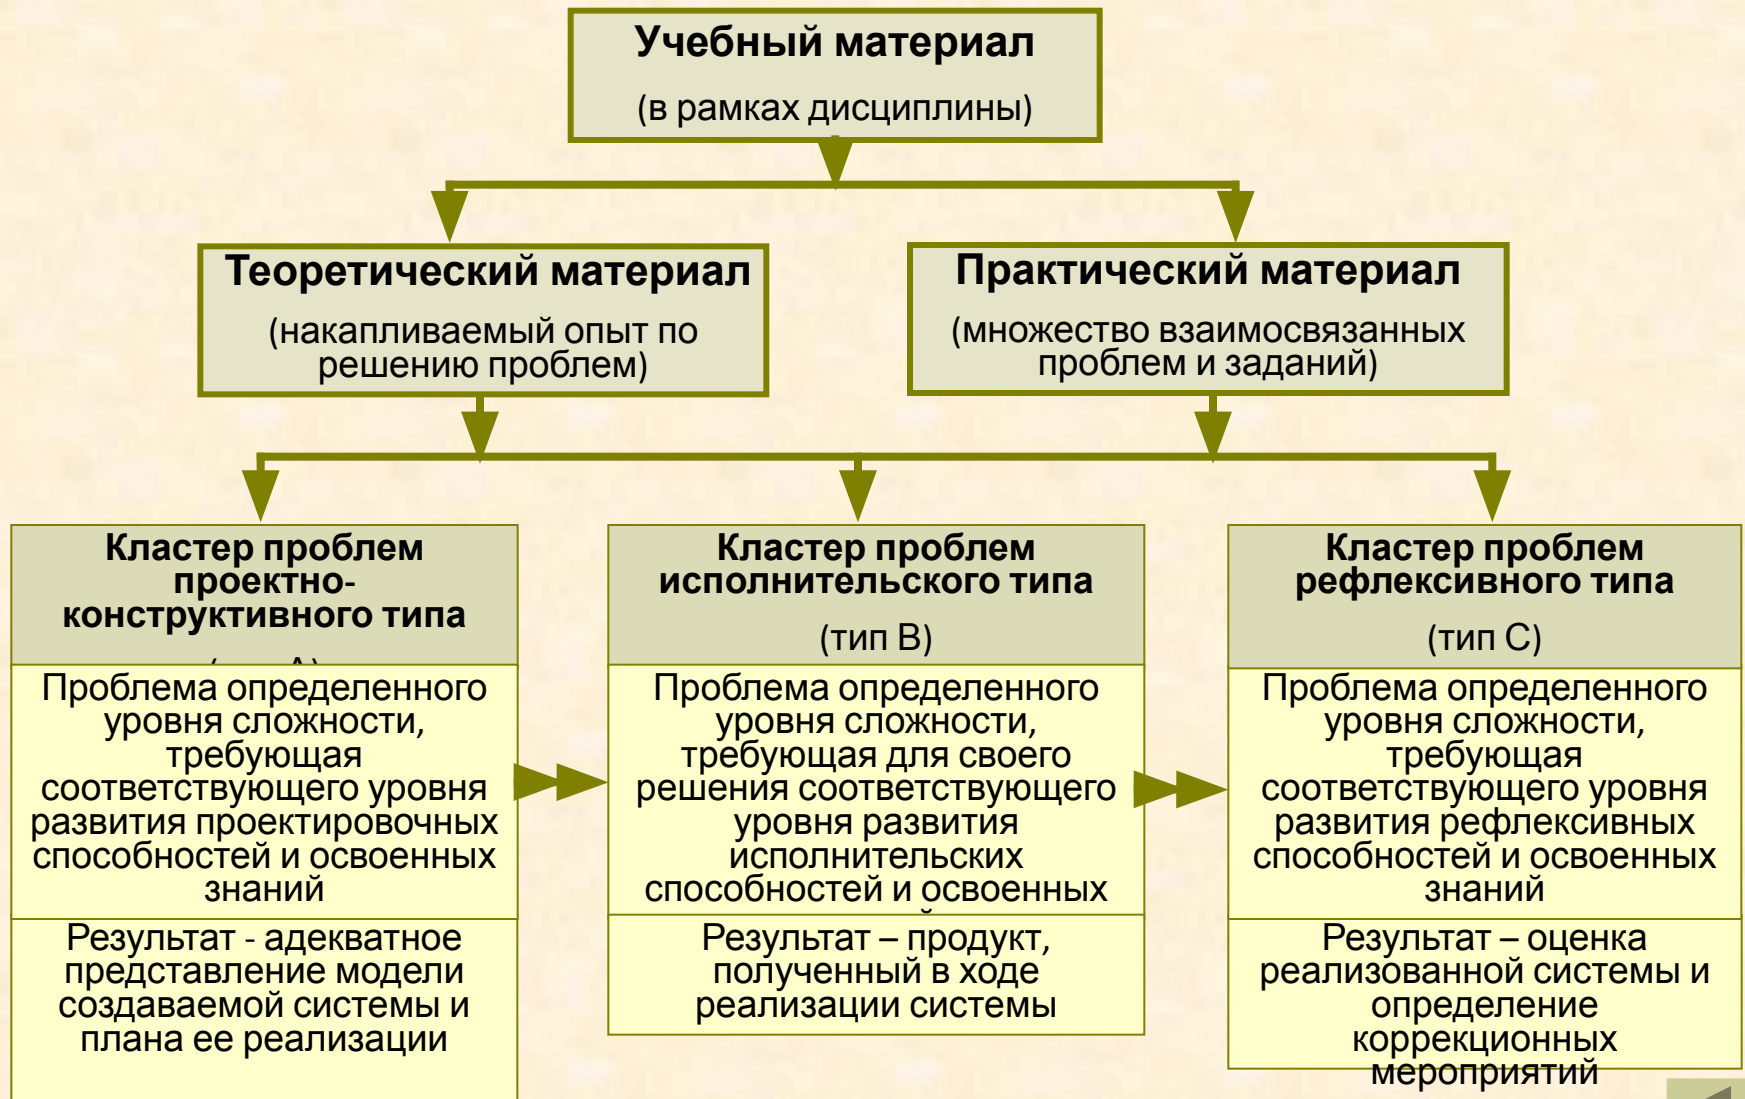 Учебный материал
(в рамках дисциплины)
Теоретический материал
(накапливаемый опыт по
решению проблем)
Практический материал
(множество взаимосвязанных
проблем и заданий)
Кластер проблем
проектно-
конструктивного типа
Проблема определенного
уровня сложности,
требующая
соответствующего уровня
развития проектировочных
способностей и освоенных
знаний
Результат - адекватное
представление модели
создаваемой системы и
плана ее реализации
Кластер проблем
исполнительского типа
(тип В)
Проблема определенного
уровня сложности,
требующая для своего
решения соответствующего
уровня развития
исполнительских
способностей и освоенных
Результат – продукт,
полученный в ходе
реализации системы
Кластер проблем
рефлексивного типа
(тип С)
Проблема определенного
уровня сложности,
требующая
соответствующего уровня
развития рефлексивных
способностей и освоенных
знаний
Результат – оценка
реализованной системы и
определение
коррекционных
мероприятий